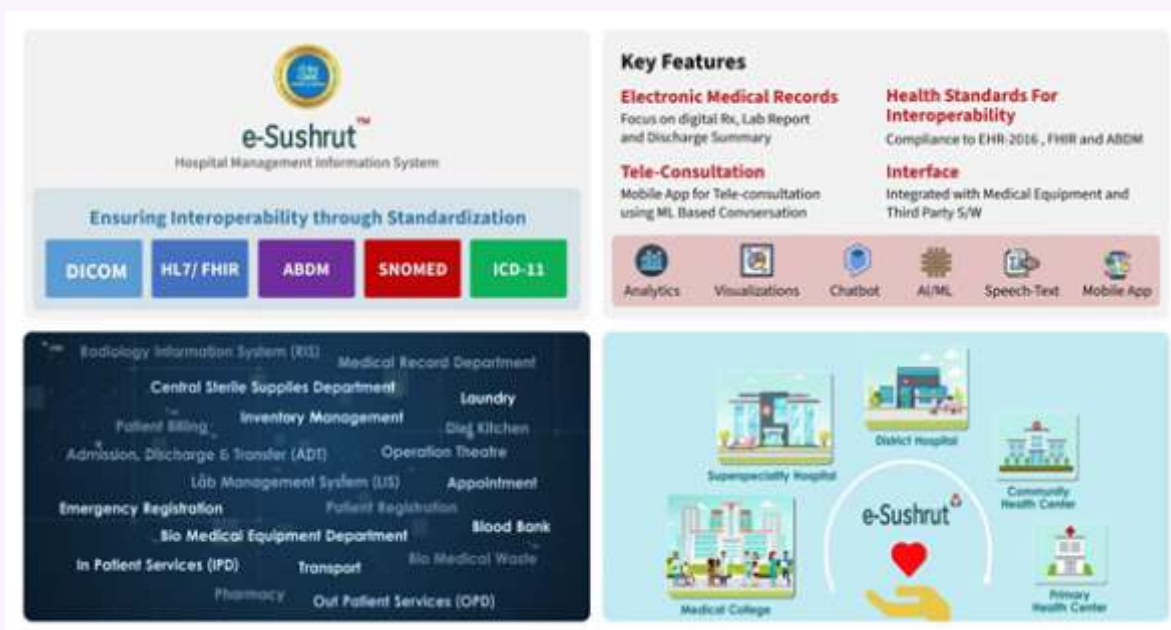 e-Sushrut™
Hospital Management Information System
Ensuring Interoperability through Standardization
DICOM
HL7/ FHIR
ABDM
SNOMED
ICD-11
Key Features
Electronic Medical Records
Focus on digital Rx, Lab Report
and Discharge Summary
Health Standards For
Interoperability
Compliance to EHR-2016 , FHIR and ABDM
Tele-Consultation
Mobile App for Tele-consultation
using ML Based Conversation
Interface
Integrated with Medical Equipment and
Third Party S/W
Analytics
Visualizations
Chatbot
AI/ML
Speech-Text
Mobile App
Radiology Information System (RIS)
Medical Record Department
Central Sterile Supplies Department
Laundry
Patient Billing
Inventory Management
Diet Kitchen
Admission, Discharge & Transfer (ADT)
Operation Theatre
Lab Management System (LIS)
Appointment
Emergency Registration
Patient Registration
Blood Bank
Bio Medical Equipment Department
Bio Medical Waste
In Patient Services (IPD)
Transport
Pharmacy
Out Patient Services (OPD)
District Hospital
Superspeciality Hospital
Community
Health Center
e-Sushrut
Medical College
Primary
Health Center